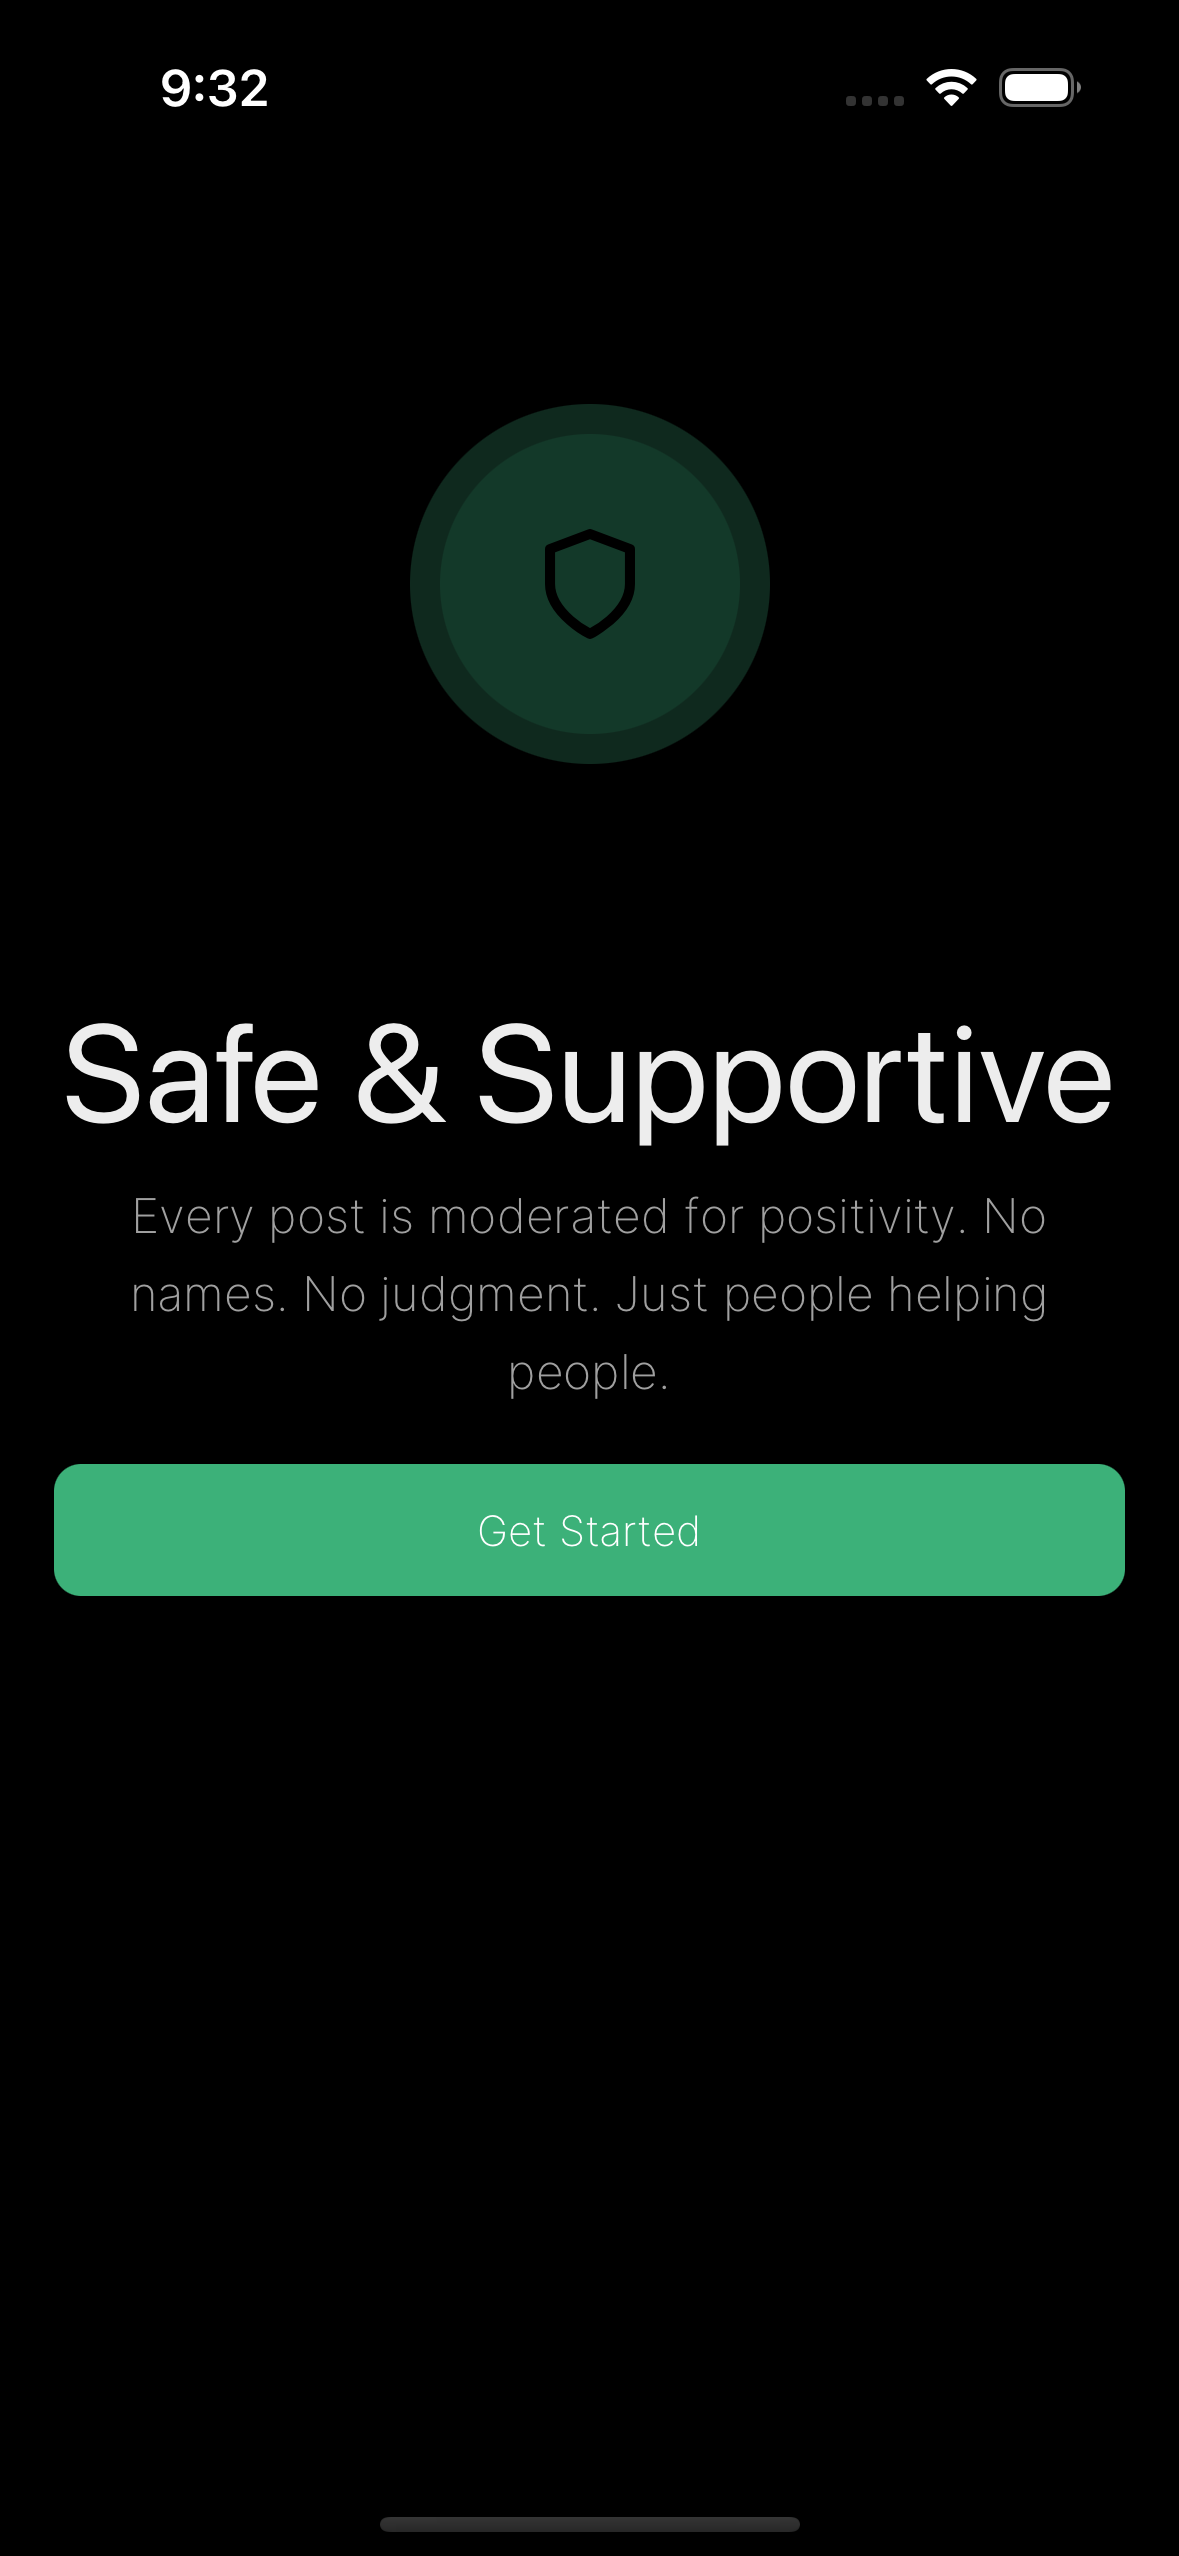 9:32
Safe & Supportive
Every post is moderated for positivity. No
names. No judgment. Just people helping
people.
Get Started